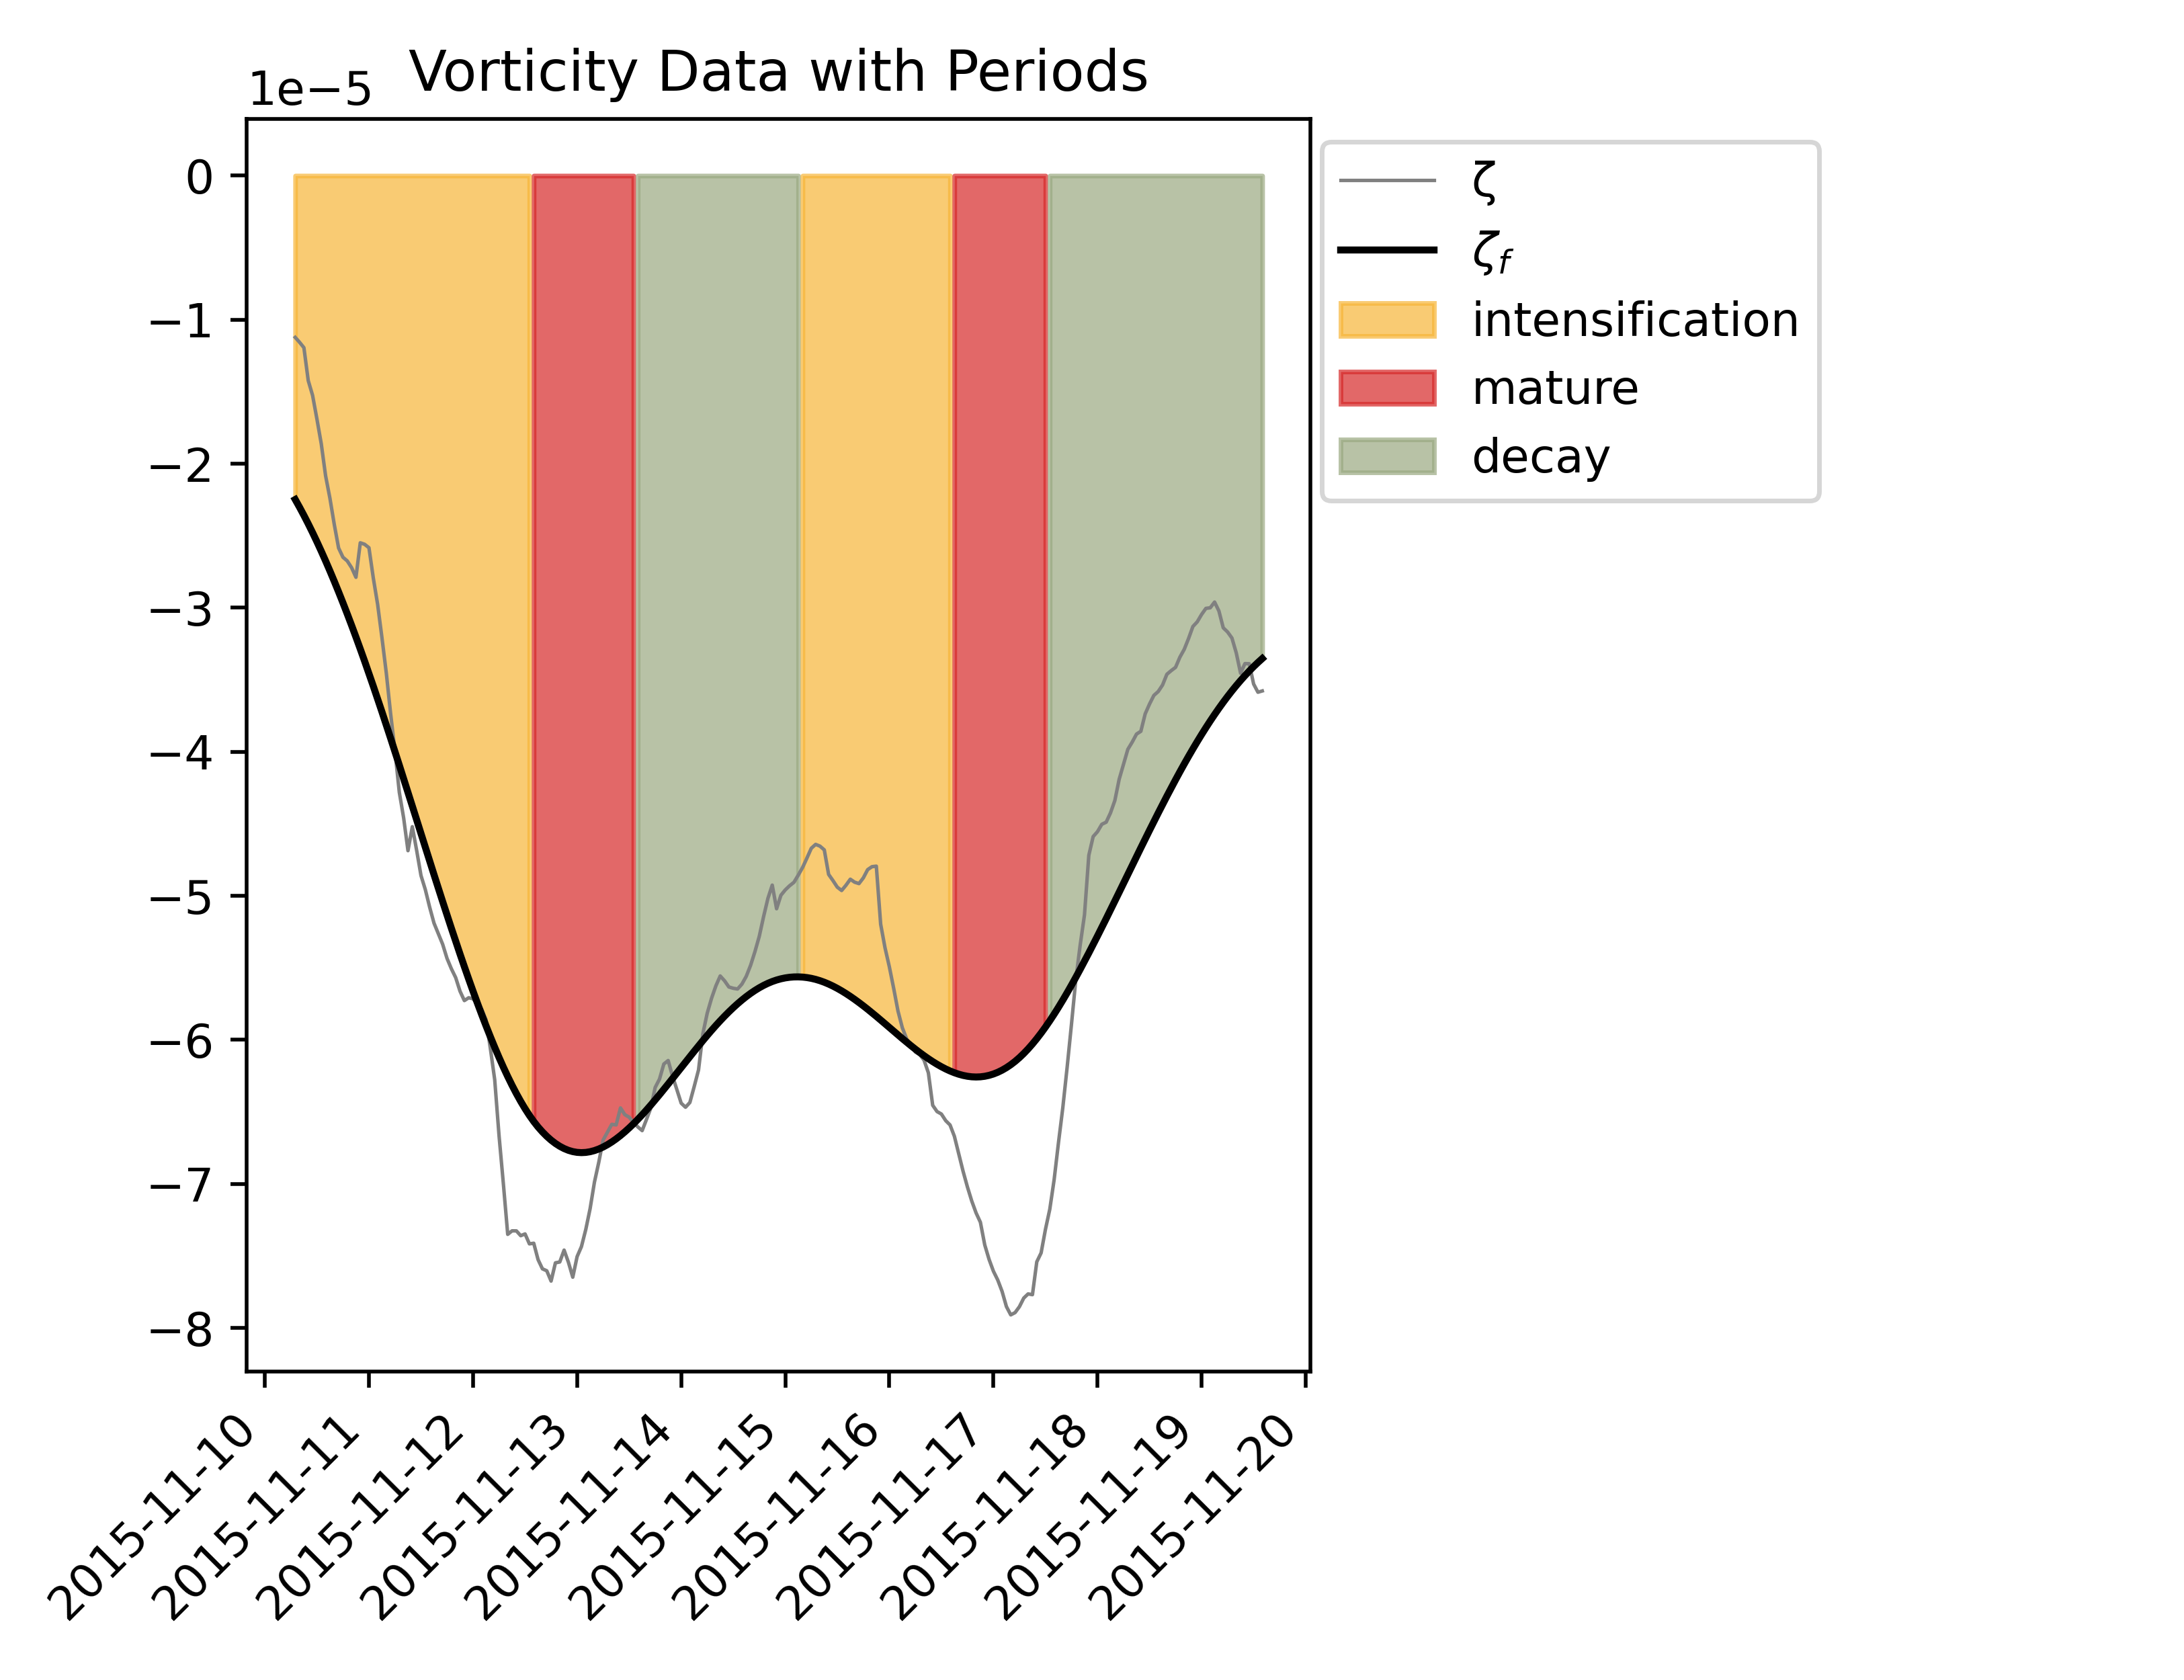 Vorticity Data with Periods
1e−5
0
−1
−2
−3
−4
−5
−6
−7
−8
2015-11-10
2015-11-11
2015-11-12
2015-11-13
2015-11-14
2015-11-15
2015-11-16
2015-11-17
2015-11-18
2015-11-19
2015-11-20
ζ
ζf
intensification
mature
decay